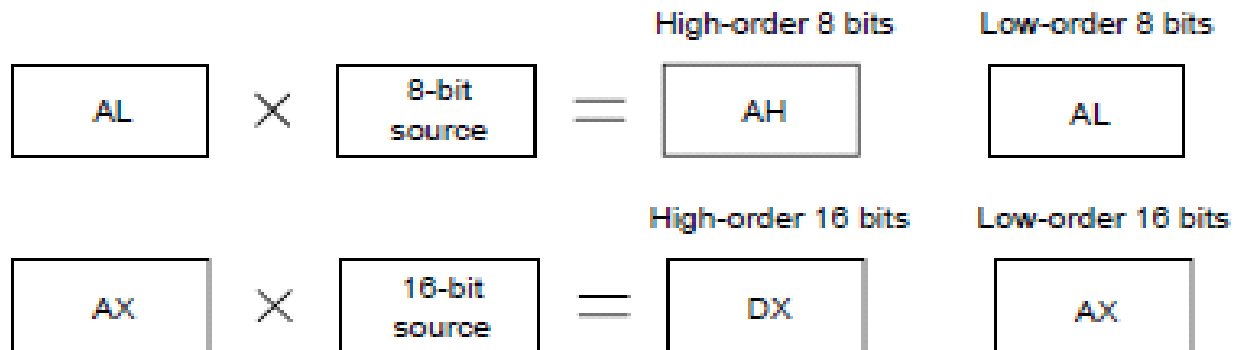 High-order 8 bits Low-order 8 bits
AL × 8-bit source = AH AL
High-order 16 bits Low-order 16 bits
AX × 16-bit source = DX AX